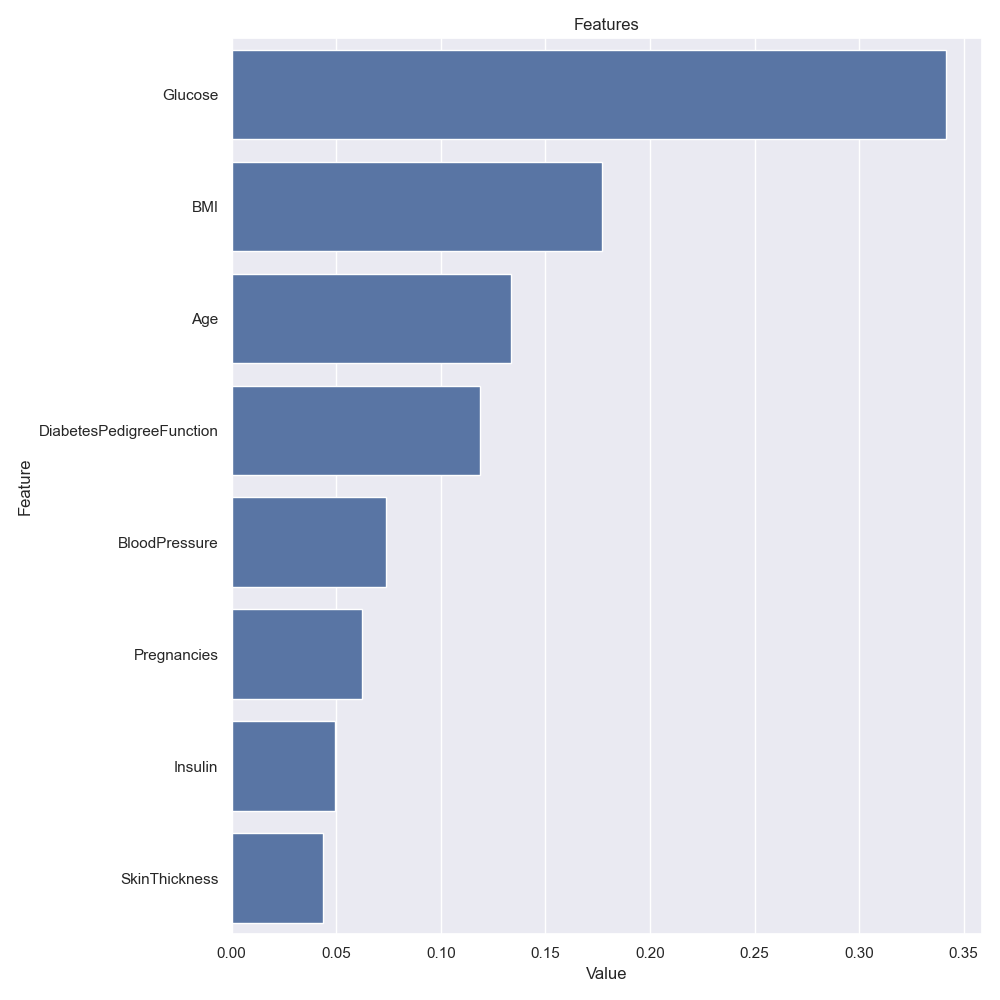 Features
Glucose
BMI
Age
DiabetesPedigreeFunction
BloodPressure
Pregnancies
Insulin
SkinThickness
Feature
0.00 0.05 0.10 0.15 0.20 0.25 0.30 0.35
Value